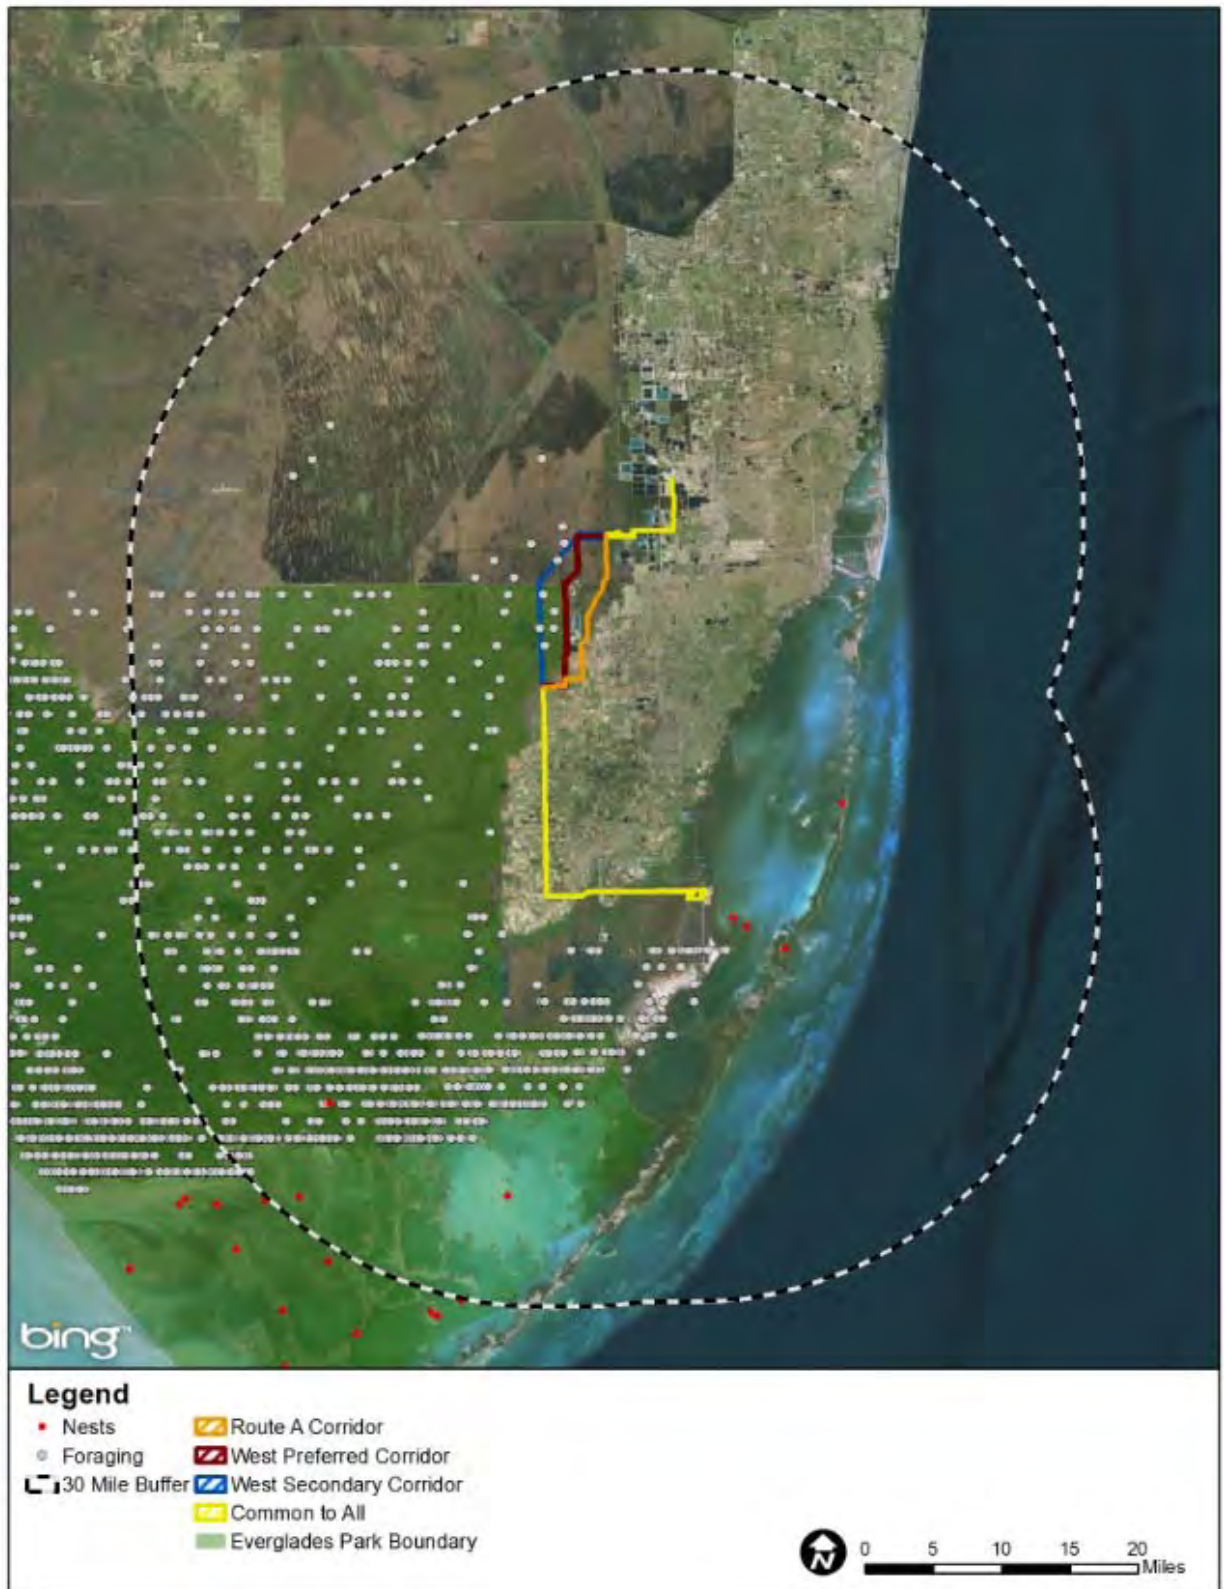 bing™
Legend
Nests
Foraging
30 Mile Buffer
Route A Corridor
West Preferred Corridor
West Secondary Corridor
Common to All
Everglades Park Boundary
N
0 5 10 15 20
Miles